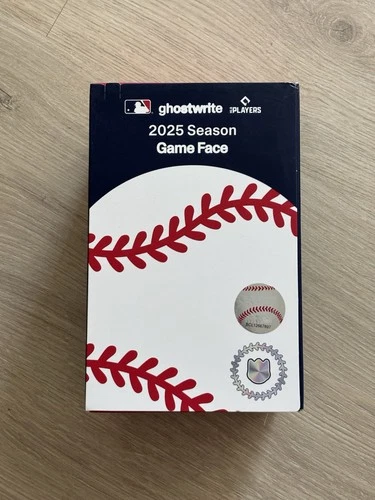 ghostwrite
PLAYERS
2025 Season
Game Face